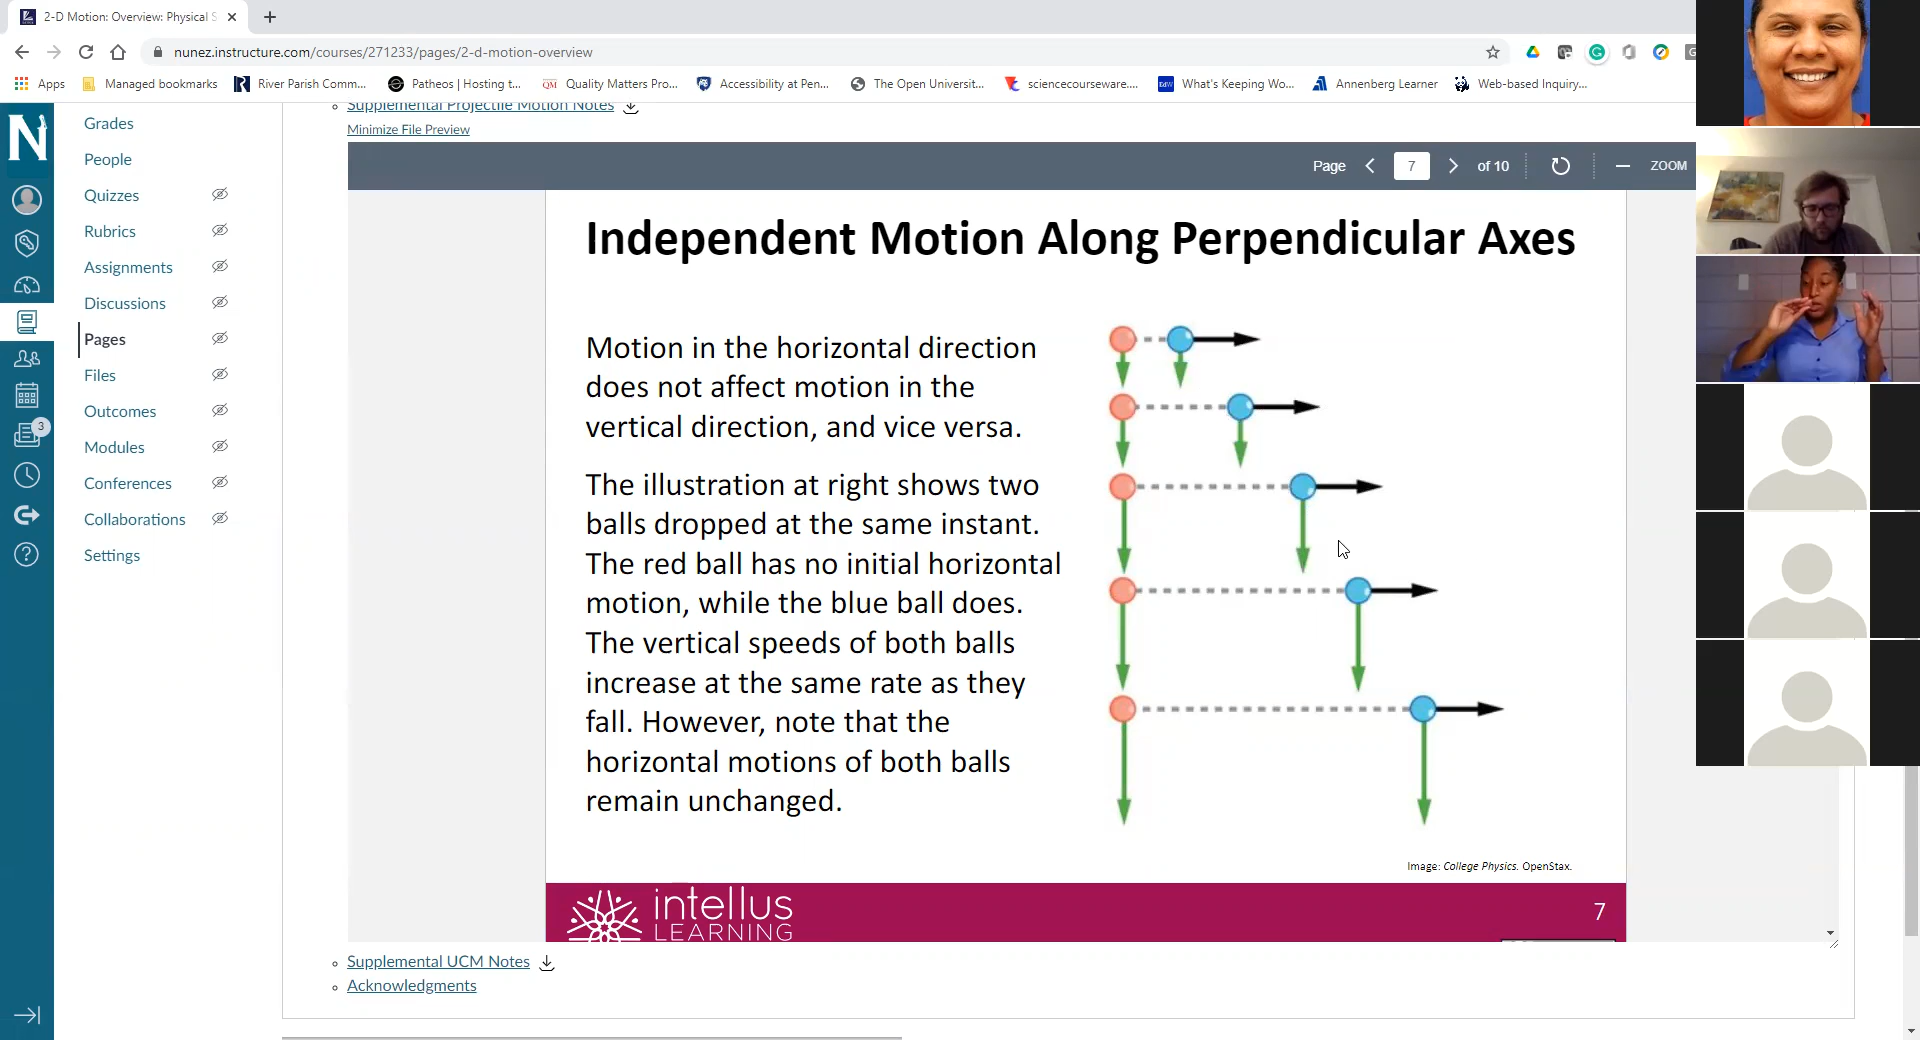 2-D Motion: Overview: Physical S
nunez.instructure.com/courses/271233/pages/2-d-motion-overview
Apps Managed bookmarks River Parish Comm... Patheos | Hosting t... Quality Matters Pro... Accessibility at Pen... The Open Universit... sciencecourseware.... What's Keeping Wo... Annenberg Learner Web-based Inquiry...
Supplemental Projectile Motion Notes
Minimize File Preview
Page 7 of 10 ZOOM
N
Grades
People
Quizzes
Rubrics
Assignments
Discussions
Pages
Files
Outcomes
Modules
Conferences
Collaborations
Settings
3
Independent Motion Along Perpendicular Axes
Motion in the horizontal direction
does not affect motion in the
vertical direction, and vice versa.
The illustration at right shows two
balls dropped at the same instant.
The red ball has no initial horizontal
motion, while the blue ball does.
The vertical speeds of both balls
increase at the same rate as they
fall. However, note that the
horizontal motions of both balls
remain unchanged.
Image: College Physics. OpenStax.
intellus
LEARNING
7
Supplemental UCM Notes
Acknowledgments